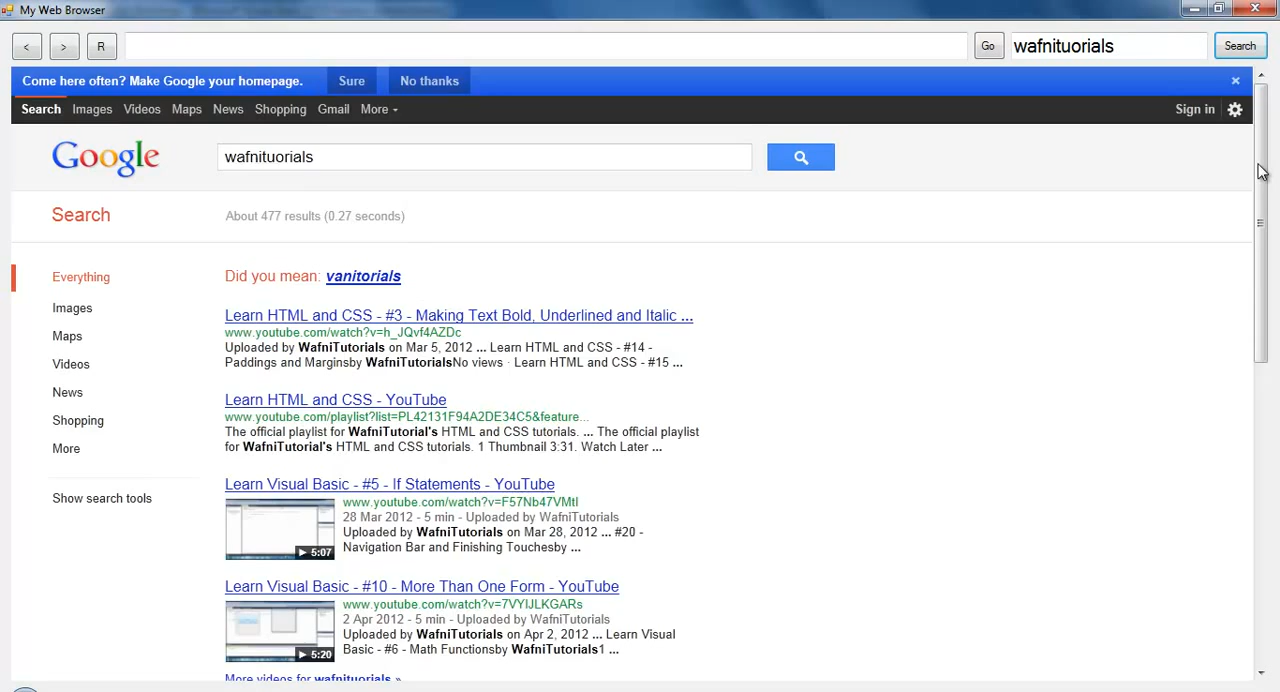 My Web Browser
< > R Go wafnituorials Search
Come here often? Make Google your homepage. Sure No thanks ×
Search Images Videos Maps News Shopping Gmail More Sign in
Google wafnituorials
Search About 477 results (0.27 seconds)
Everything
Images
Maps
Videos
News
Shopping
More
Show search tools
Did you mean: vanitorials
Learn HTML and CSS - #3 - Making Text Bold, Underlined and Italic ...
www.youtube.com/watch?v=h_JQvf4AZDc
Uploaded by WafniTutorials on Mar 5, 2012 ... Learn HTML and CSS - #14 -
Paddings and Marginsby WafniTutorialsNo views · Learn HTML and CSS - #15 ...
Learn HTML and CSS - YouTube
www.youtube.com/playlist?list=PL42131F94A2DE34C5&feature...
The official playlist for WafniTutorial's HTML and CSS tutorials. ... The official playlist
for WafniTutorial's HTML and CSS tutorials. 1 Thumbnail 3:31. Watch Later ...
Learn Visual Basic - #5 - If Statements - YouTube
www.youtube.com/watch?v=F57Nb47VMtI
28 Mar 2012 - 5 min - Uploaded by WafniTutorials
Uploaded by WafniTutorials on Mar 28, 2012 ... #20 -
Navigation Bar and Finishing Touchesby ...
5:07
Learn Visual Basic - #10 - More Than One Form - YouTube
www.youtube.com/watch?v=7VYIJLKGARs
2 Apr 2012 - 5 min - Uploaded by WafniTutorials
Uploaded by WafniTutorials on Apr 2, 2012 ... Learn Visual
Basic - #6 - Math Functionsby WafniTutorials1 ...
5:20
More videos for wafnituorials »